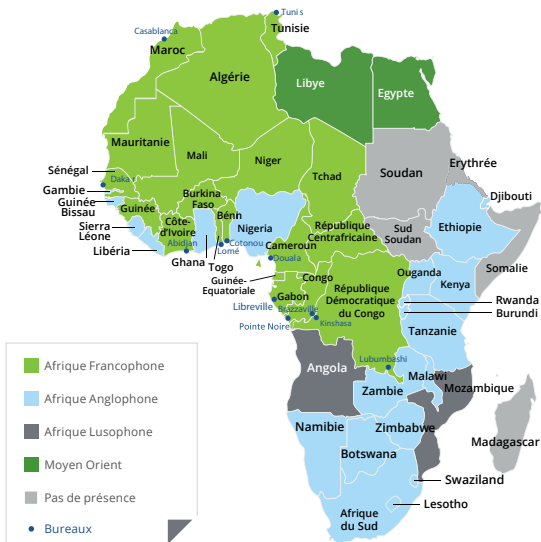 Tunis
Casablanca
Tunisie
Maroc
Algérie
Libye
Egypte
Mauritanie
Mali
Niger
Tchad
Soudan
Erythrée
Sénégal
Dakar
Gambie
Guinée
Bissau
Guinée
Burkina
Faso
Bénn
Djibouti
Sierra
Léone
Côte-
d'Ivoire
Abidjan
Nigeria
Cotonou
Lomé
République
Centrafricaine
Sud
Soudan
Ethiopie
Libéria
Ghana
Togo
Cameroun
Douala
Somalie
Guinée-
Equatoriale
Congo
Ouganda
Kenya
Gabon
Libreville
Brazzaville
Kinshasa
Pointe Noire
République
Démocratique
du Congo
Rwanda
Burundi
Tanzanie
Lubumbashi
Angola
Malawi
Zambie
Mozambique
Namibie
Zimbabwe
Botswana
Madagascar
Swaziland
Lesotho
Afrique
du Sud
Afrique Francophone
Afrique Anglophone
Afrique Lusophone
Moyen Orient
Pas de présence
Bureaux